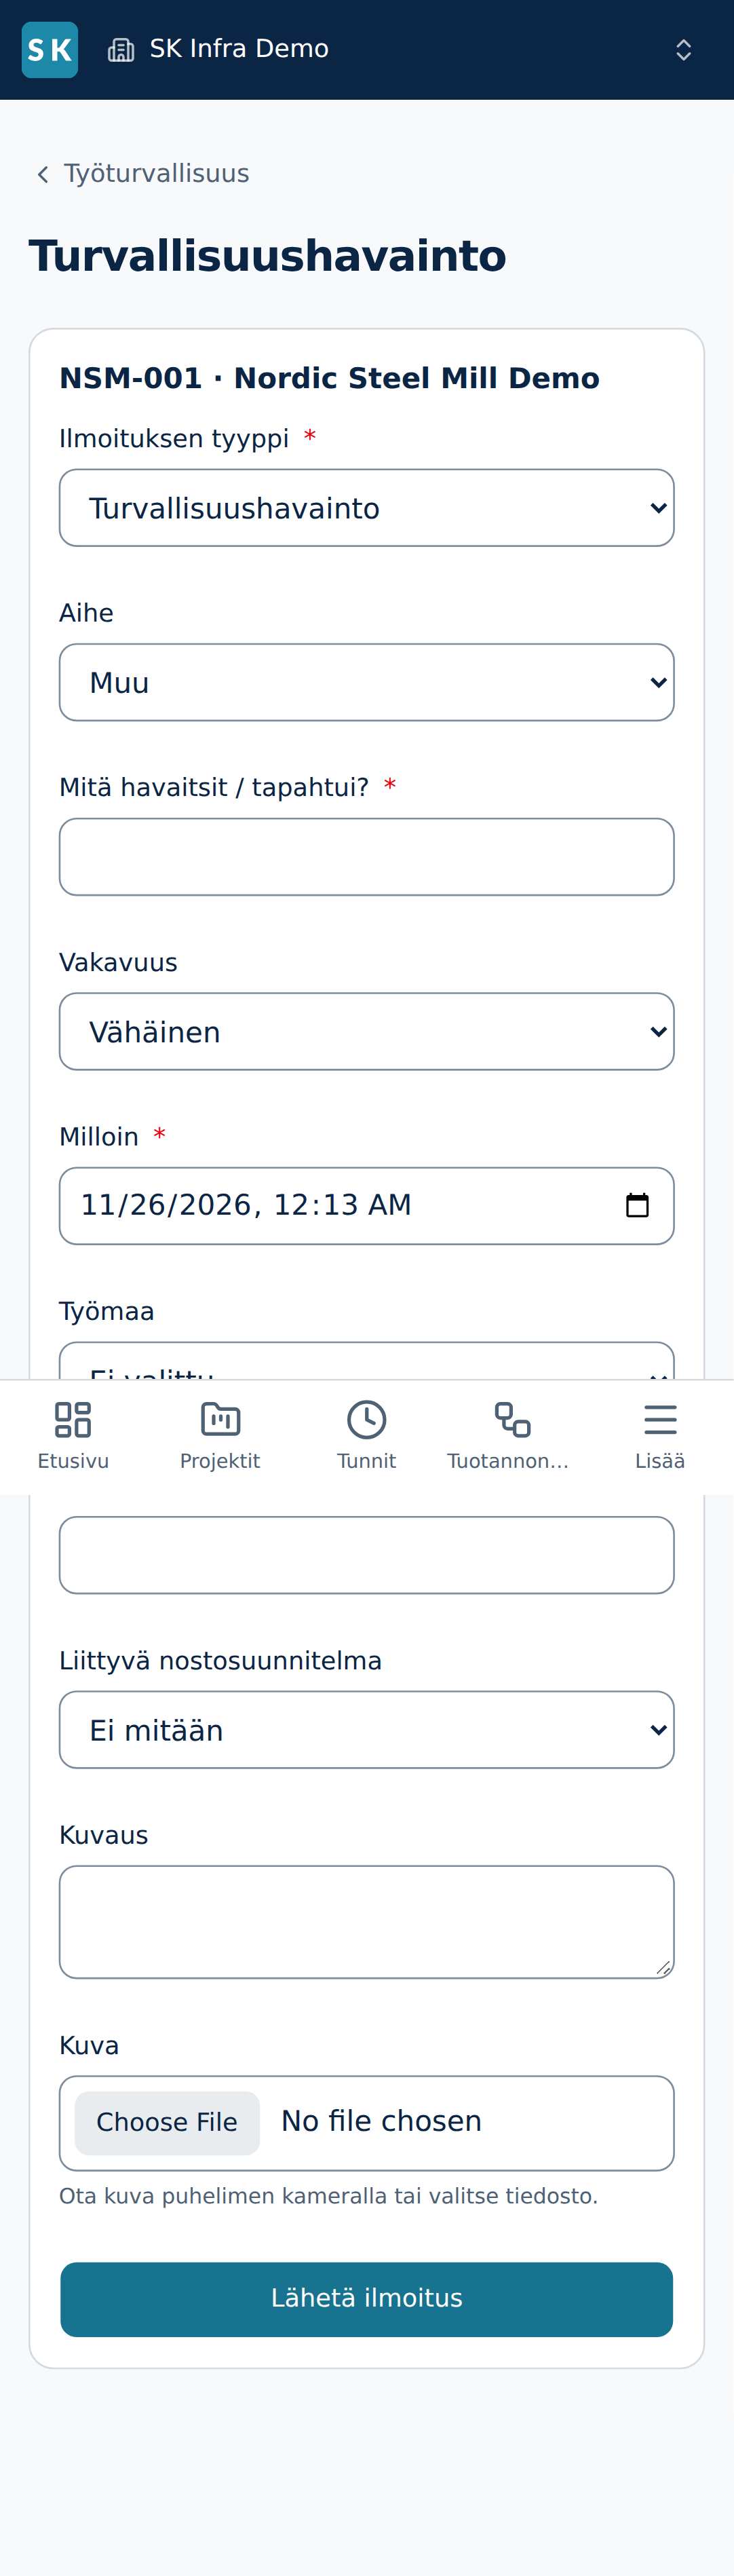 SK
SK Infra Demo
Työturvallisuus
Turvallisuushavainto
NSM-001 · Nordic Steel Mill Demo
Ilmoituksen tyyppi *
Turvallisuushavainto
Aihe
Muu
Mitä havaitsit / tapahtui? *
Vakavuus
Vähäinen
Milloin *
11/26/2026, 12:13 AM
Työmaa
Ei valittu
Etusivu
Projektit
Tunnit
Tuotannon...
Lisää
Liittyvä nostosuunnitelma
Ei mitään
Kuvaus
Kuva
Choose File
No file chosen
Ota kuva puhelimen kameralla tai valitse tiedosto.
Lähetä ilmoitus